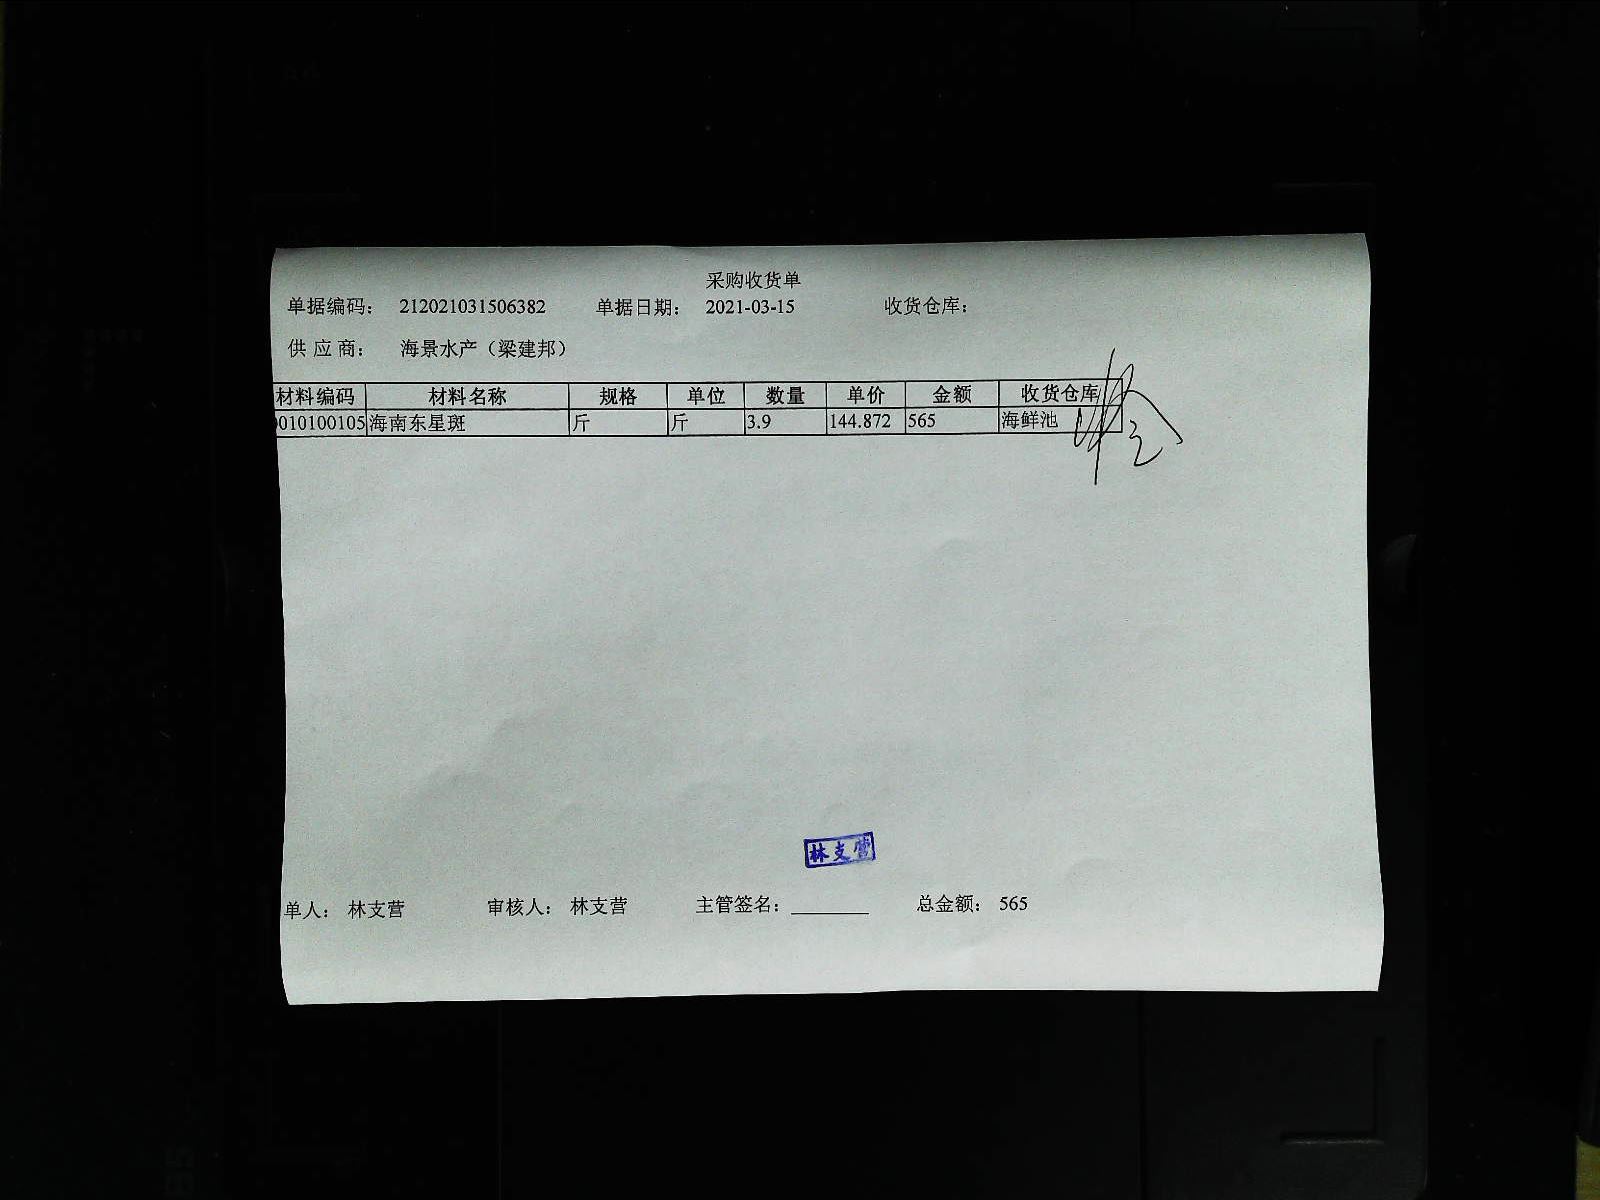 采购收货单
单据编码： 212021031506382 单据日期： 2021-03-15 收货仓库：
供 应 商： 海景水产（梁建邦）
材料编码 材料名称 规格 单位 数量 单价 金额 收货仓库
010100105 海南东星斑 斤 斤 3.9 144.872 565 海鲜池
林支营
单人： 林支营 审核人： 林支营 主管签名： 总金额： 565